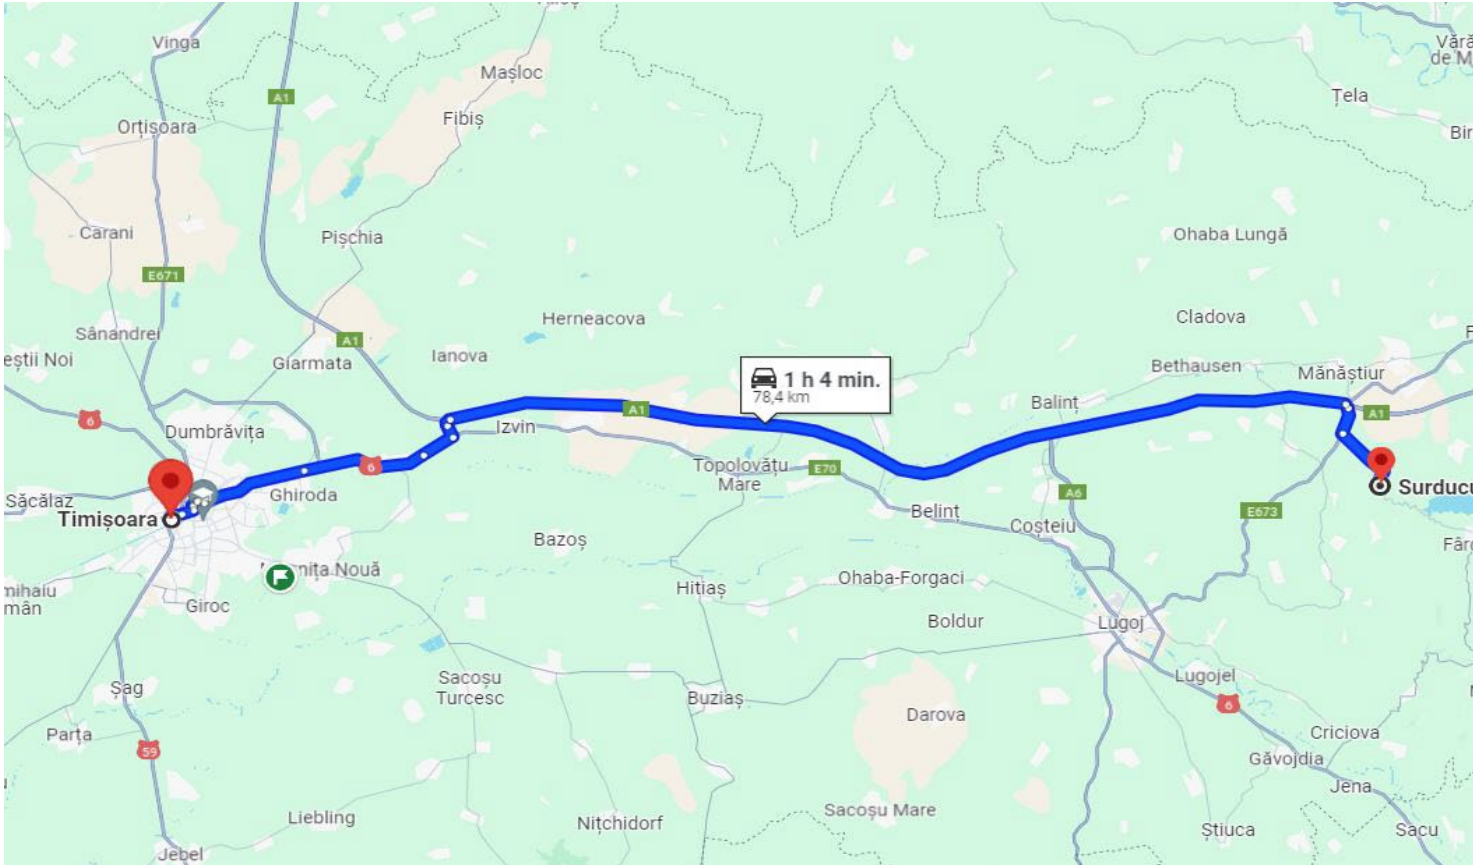 Vinga
A1
Mașloc
Fibiș
Orțișoara
Țela
Carani
Pișchia
Ohaba Lungă
E671
Herneacova
Cladova
Sânandrei
A1
Ianova
Giarmata
Bethausen
Mănăștiur
1 h 4 min.
78,4 km
6
Dumbrăvița
A1
Balinț
A1
Izvin
6
Topolovățu
Mare
E70
Ghiroda
Săcălaz
Timișoara
A6
Belinț
Coșteiu
E673
Bazoș
Giroc
Hitiaș
Ohaba-Forgaci
Boldur
Lugoj
Șag
Sacoșu
Turcesc
Buziaș
Lugojel
6
Darova
Parța
59
Criciova
Găvojdia
Jena
Liebling
Nițchidorf
Sacoșu Mare
Știuca
Sacu
Jebel